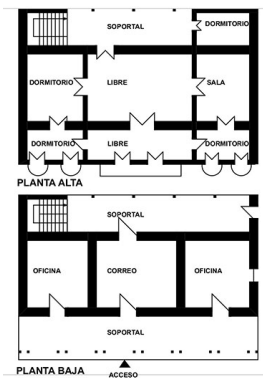 SOPORTAL
DORMITORIO
DORMITORIO
LIBRE
SALA
DORMITORIO
LIBRE
DORMITORIO
PLANTA ALTA
SOPORTAL
OFICINA
CORREO
OFICINA
SOPORTAL
PLANTA BAJA
ACCESO